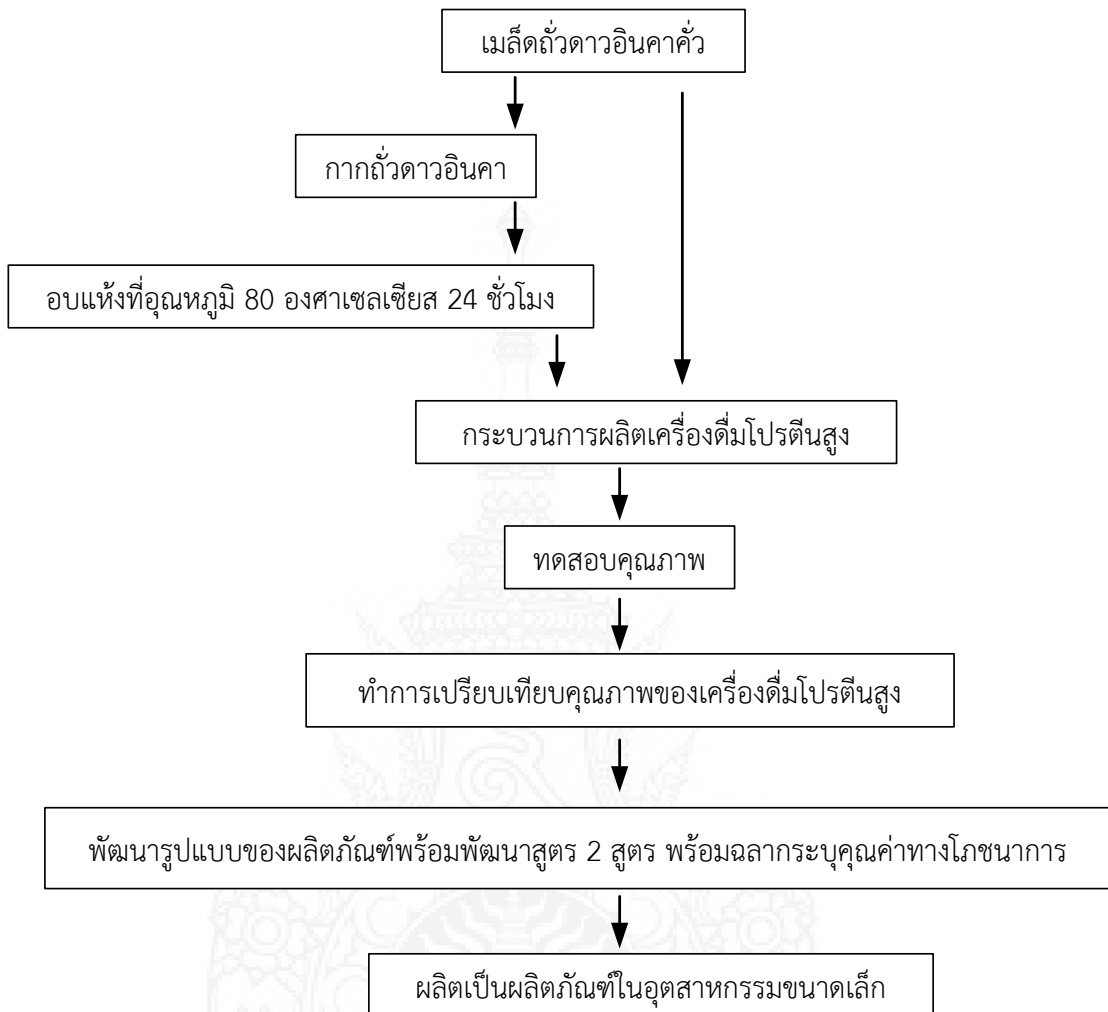 เมล็ดถั่วดาวอินคาคั่ว
กากถั่วดาวอินคา
อบแห้งที่อุณหภูมิ 80 องศาเซลเซียส 24 ชั่วโมง
กระบวนการผลิตเครื่องดื่มโปรตีนสูง
ทดสอบคุณภาพ
ทำการเปรียบเทียบคุณภาพของเครื่องดื่มโปรตีนสูง
พัฒนารูปแบบของผลิตภัณฑ์พร้อมพัฒนาสูตร 2 สูตร พร้อมฉลากระบุคุณค่าทางโภชนาการ
ผลิตเป็นผลิตภัณฑ์ในอุตสาหกรรมขนาดเล็ก